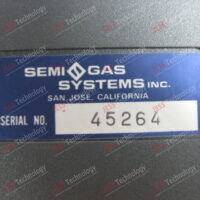 SEMI GAS
SYSTEMS INC.
SAN JOSE, CALIFORNIA
SERIAL NO. 45264